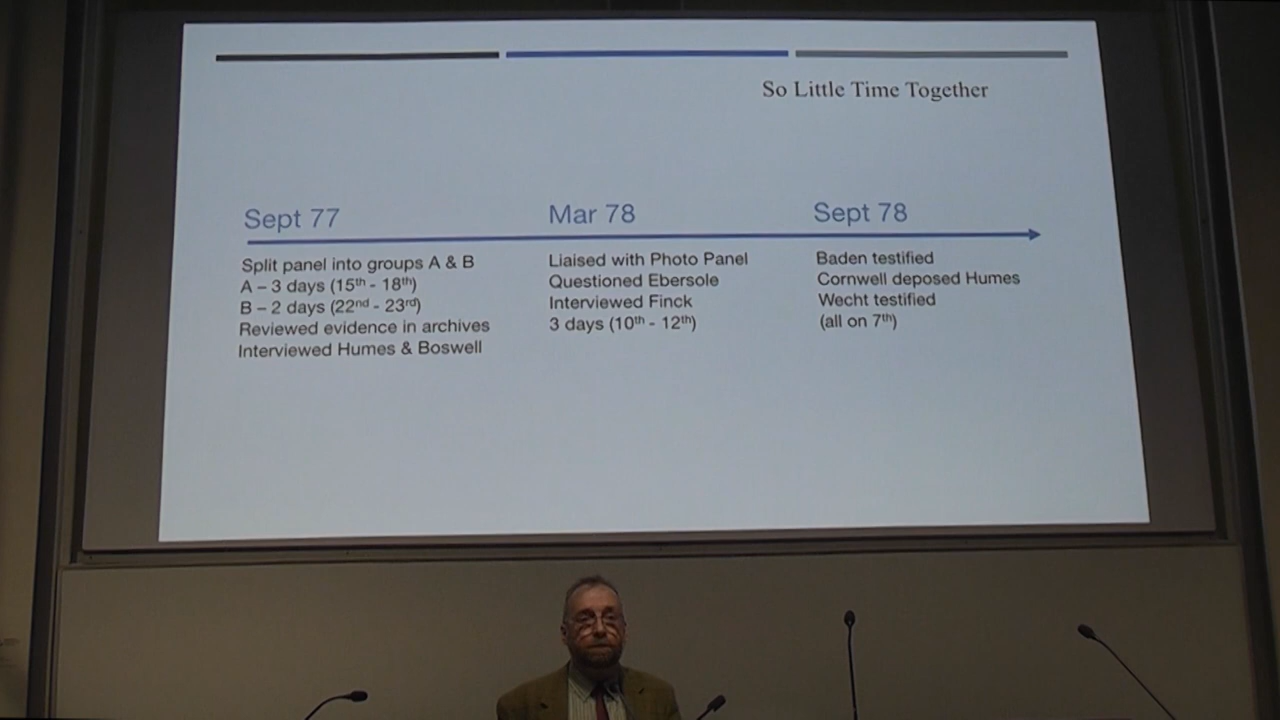 So Little Time Together
Sept 77
Split panel into groups A & B
A – 3 days (15th - 18th)
B – 2 days (22nd - 23rd)
Reviewed evidence in archives
Interviewed Humes & Boswell
Mar 78
Liaised with Photo Panel
Questioned Ebersole
Interviewed Finck
3 days (10th - 12th)
Sept 78
Baden testified
Cornwell deposed Humes
Wecht testified
(all on 7th)